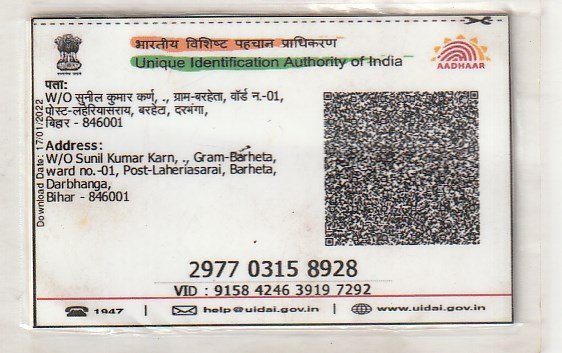 भारतीय विशिष्ट पहचान प्राधिकरण
Unique Identification Authority of India
AADHAAR
पता:
W/O सुनील कुमार कर्ण, ., ग्राम-बरहेता, वॉर्ड न.-01,
पोस्ट-लहेरियासराय, बरहेटा, दरभंगा,
बिहार - 846001
Address:
W/O Sunil Kumar Karn, ., Gram-Barheta,
ward no.-01, Post-Laheriasarai, Barheta,
Darbhanga,
Bihar - 846001
Download Date: 17/01/2022
2977 0315 8928
VID : 9158 4246 3919 7292
1947 | help@uidai.gov.in | www.uidai.gov.in